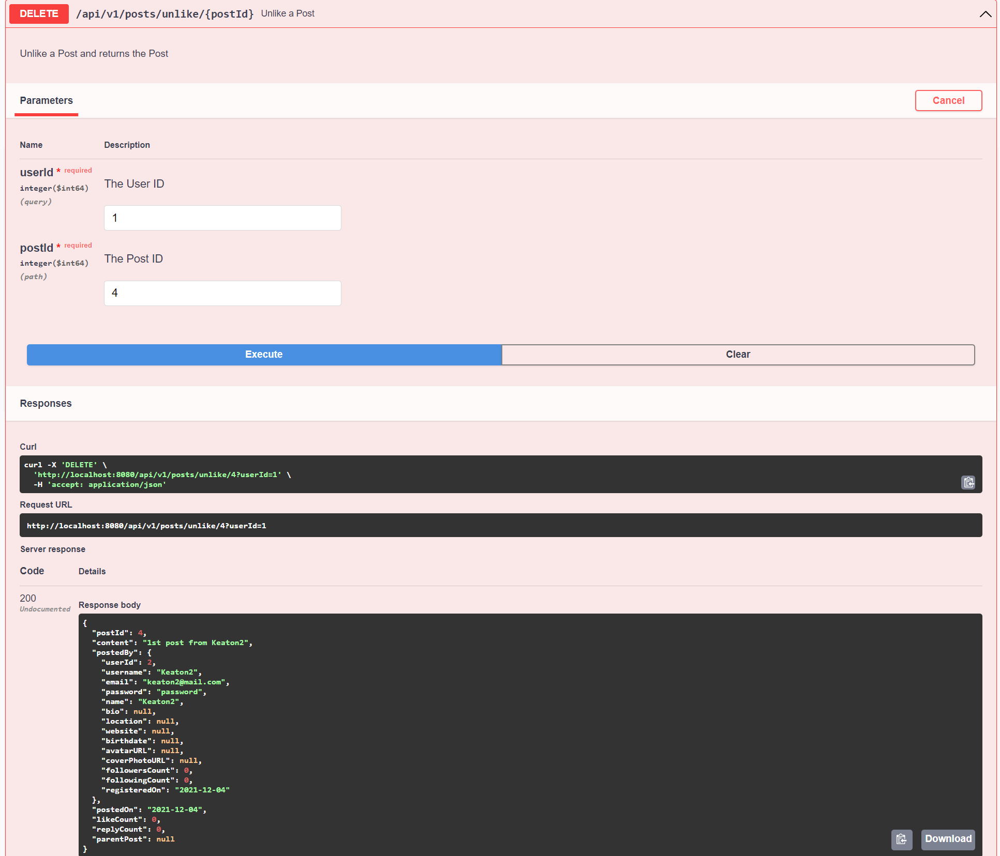 DELETE /api/v1/posts/unlike/{postId} Unlike a Post
Unlike a Post and returns the Post
Parameters
Cancel
Name Description
userId * required
integer($int64)
(query)
The User ID
1
postId * required
integer($int64)
(path)
The Post ID
4
Execute
Clear
Responses
Curl
curl -X 'DELETE' \
  'http://localhost:8080/api/v1/posts/unlike/4?userId=1' \
  -H 'accept: application/json'
Request URL
http://localhost:8080/api/v1/posts/unlike/4?userId=1
Server response
Code Details
200
Undocumented
Response body
{
  "postId": 4,
  "content": "1st post from Keaton2",
  "postedBy": {
    "userId": 2,
    "username": "Keaton2",
    "email": "keaton2@mail.com",
    "password": "password",
    "name": "Keaton2",
    "bio": null,
    "location": null,
    "website": null,
    "birthdate": null,
    "avatarURL": null,
    "coverPhotoURL": null,
    "followersCount": 0,
    "followingCount": 0,
    "registeredOn": "2021-12-04"
  },
  "postedOn": "2021-12-04",
  "likeCount": 0,
  "replyCount": 0,
  "parentPost": null
}
Download